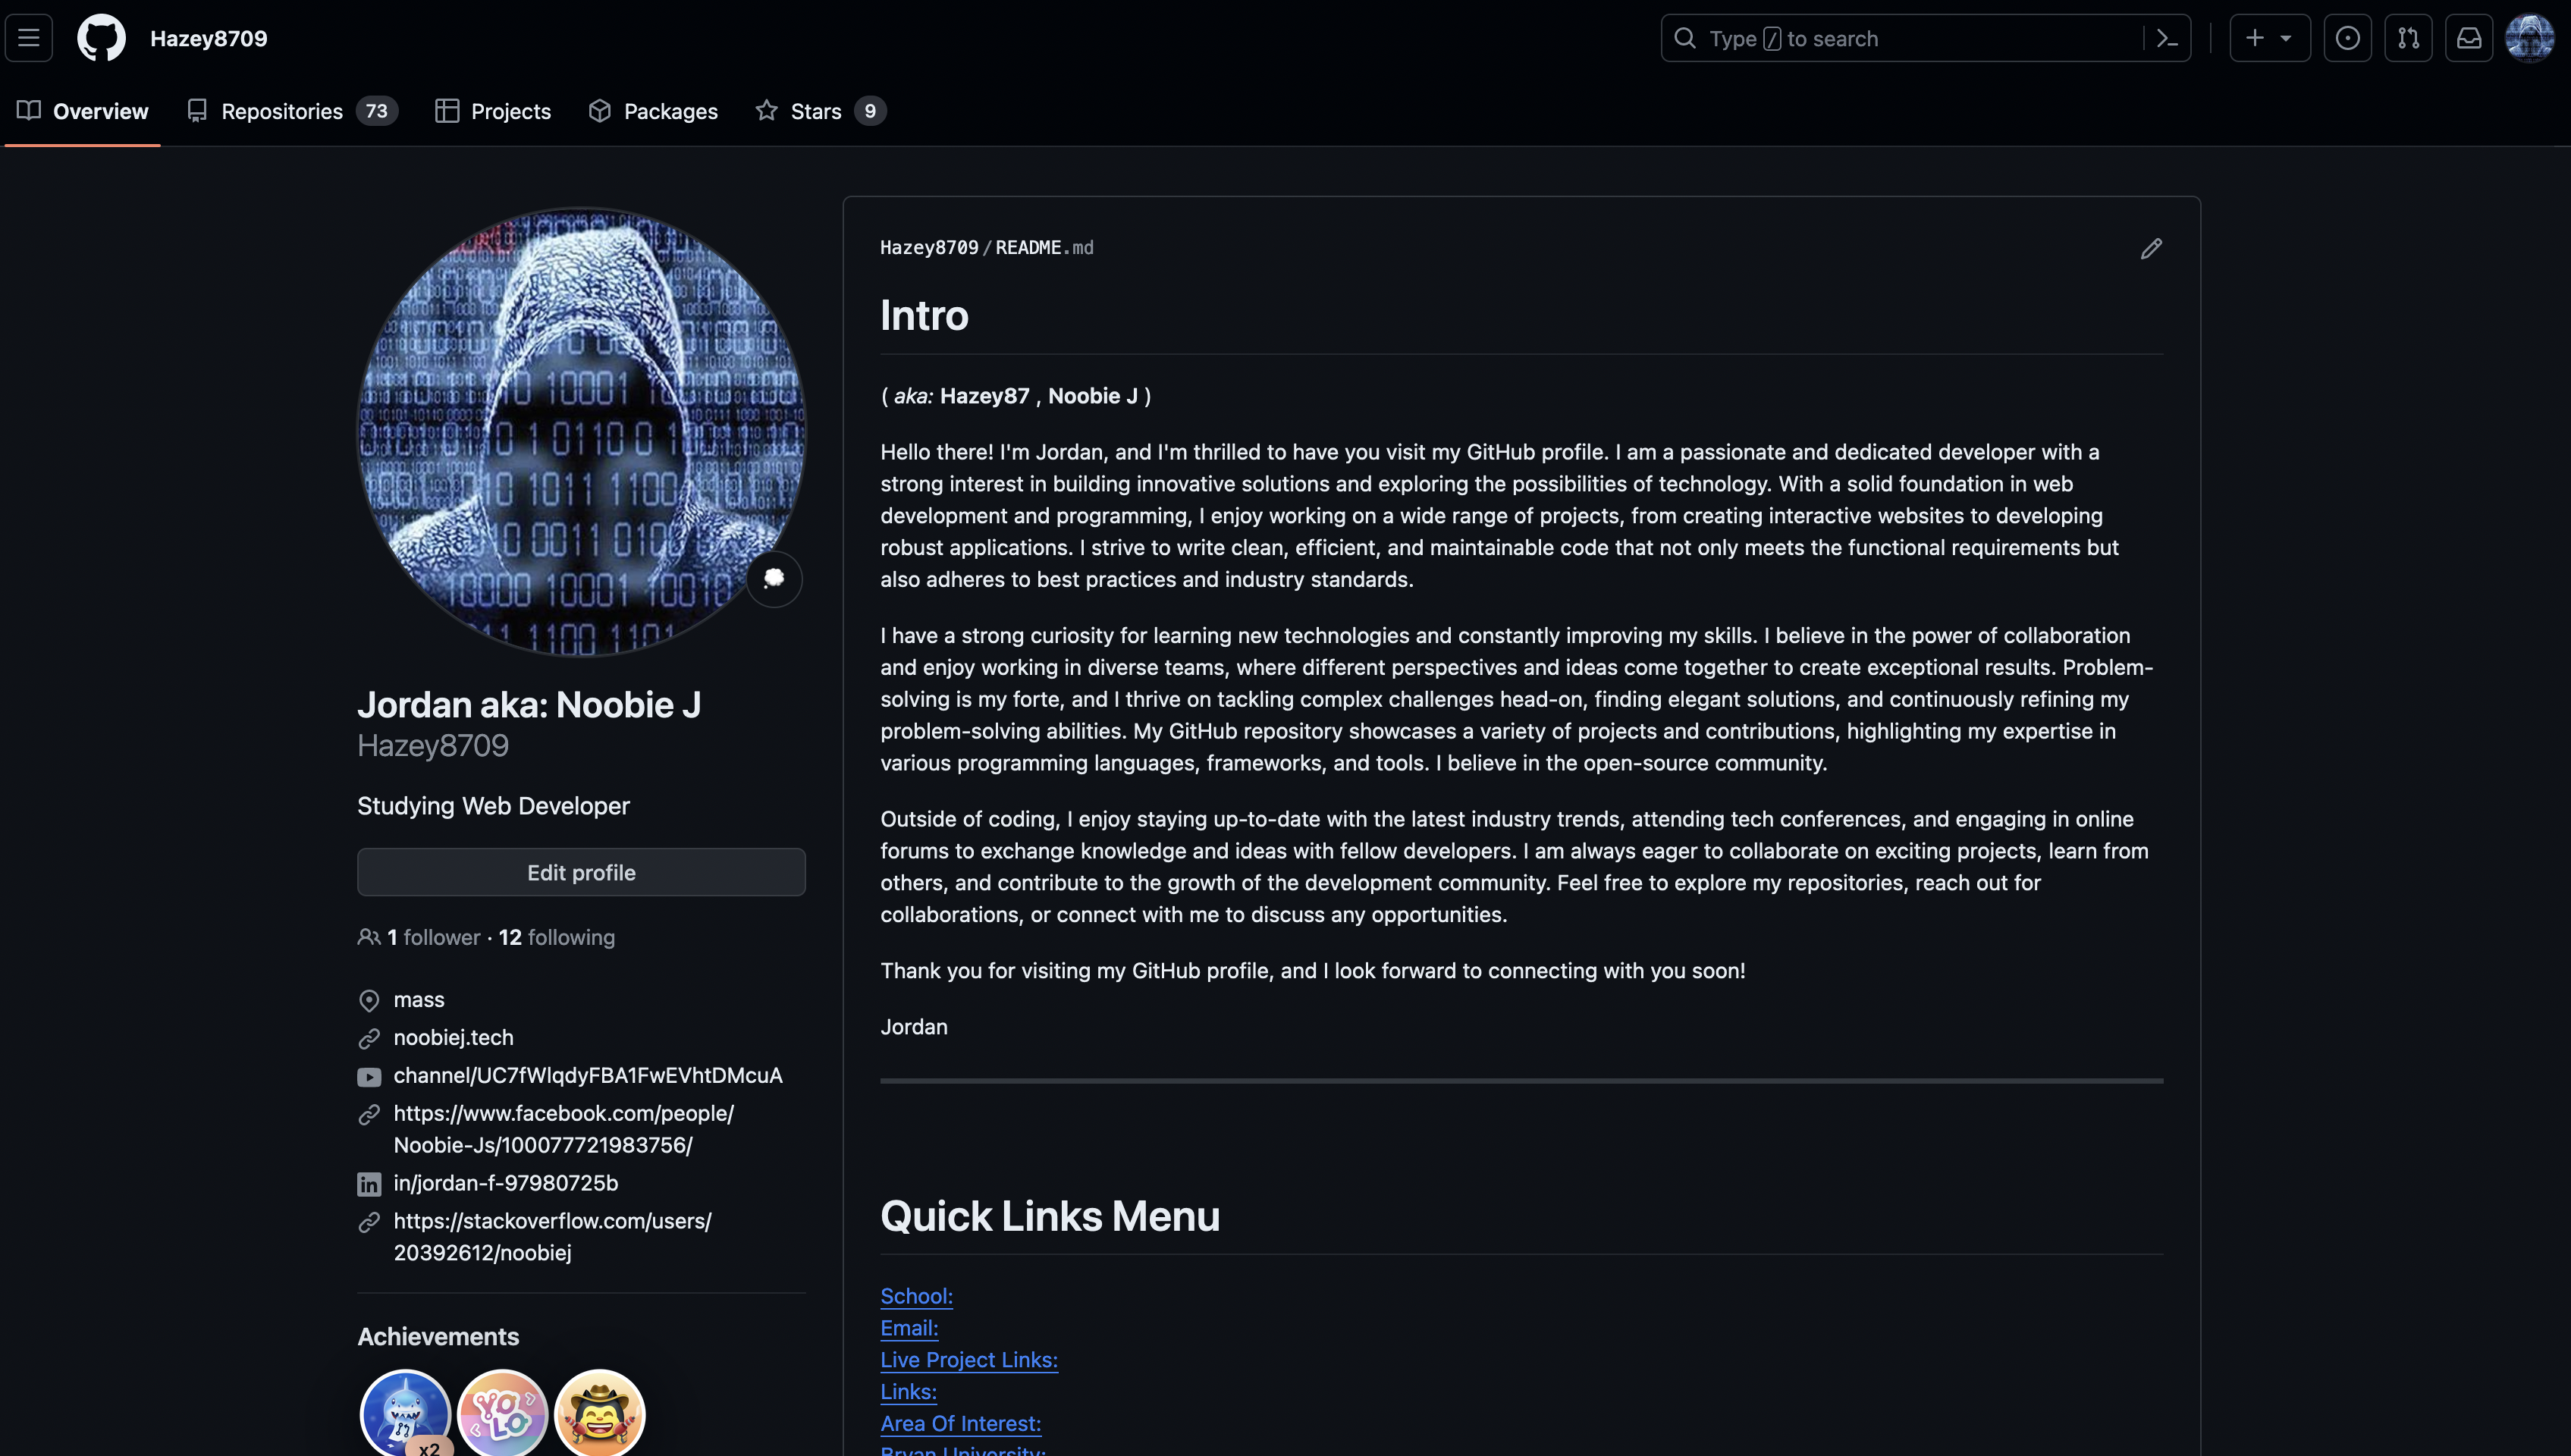 Hazey8709
Type / to search
Overview
Repositories 73
Projects
Packages
Stars 9
Jordan aka: Noobie J
Hazey8709
Studying Web Developer
Edit profile
1 follower · 12 following
mass
noobiej.tech
channel/UC7fWlqdyFBA1FwEVhtDMcuA
https://www.facebook.com/people/
Noobie-Js/100077721983756/
in/jordan-f-97980725b
https://stackoverflow.com/users/
20392612/noobiej
Achievements
YOLO
x2
Hazey8709/README.md
Intro
( aka: Hazey87 , Noobie J )
Hello there! I'm Jordan, and I'm thrilled to have you visit my GitHub profile. I am a passionate and dedicated developer with a
strong interest in building innovative solutions and exploring the possibilities of technology. With a solid foundation in web
development and programming, I enjoy working on a wide range of projects, from creating interactive websites to developing
robust applications. I strive to write clean, efficient, and maintainable code that not only meets the functional requirements but
also adheres to best practices and industry standards.
I have a strong curiosity for learning new technologies and constantly improving my skills. I believe in the power of collaboration
and enjoy working in diverse teams, where different perspectives and ideas come together to create exceptional results. Problem-
solving is my forte, and I thrive on tackling complex challenges head-on, finding elegant solutions, and continuously refining my
problem-solving abilities. My GitHub repository showcases a variety of projects and contributions, highlighting my expertise in
various programming languages, frameworks, and tools. I believe in the open-source community.
Outside of coding, I enjoy staying up-to-date with the latest industry trends, attending tech conferences, and engaging in online
forums to exchange knowledge and ideas with fellow developers. I am always eager to collaborate on exciting projects, learn from
others, and contribute to the growth of the development community. Feel free to explore my repositories, reach out for
collaborations, or connect with me to discuss any opportunities.
Thank you for visiting my GitHub profile, and I look forward to connecting with you soon!
Jordan
Quick Links Menu
School:
Email:
Live Project Links:
Links:
Area Of Interest:
Bryan University: